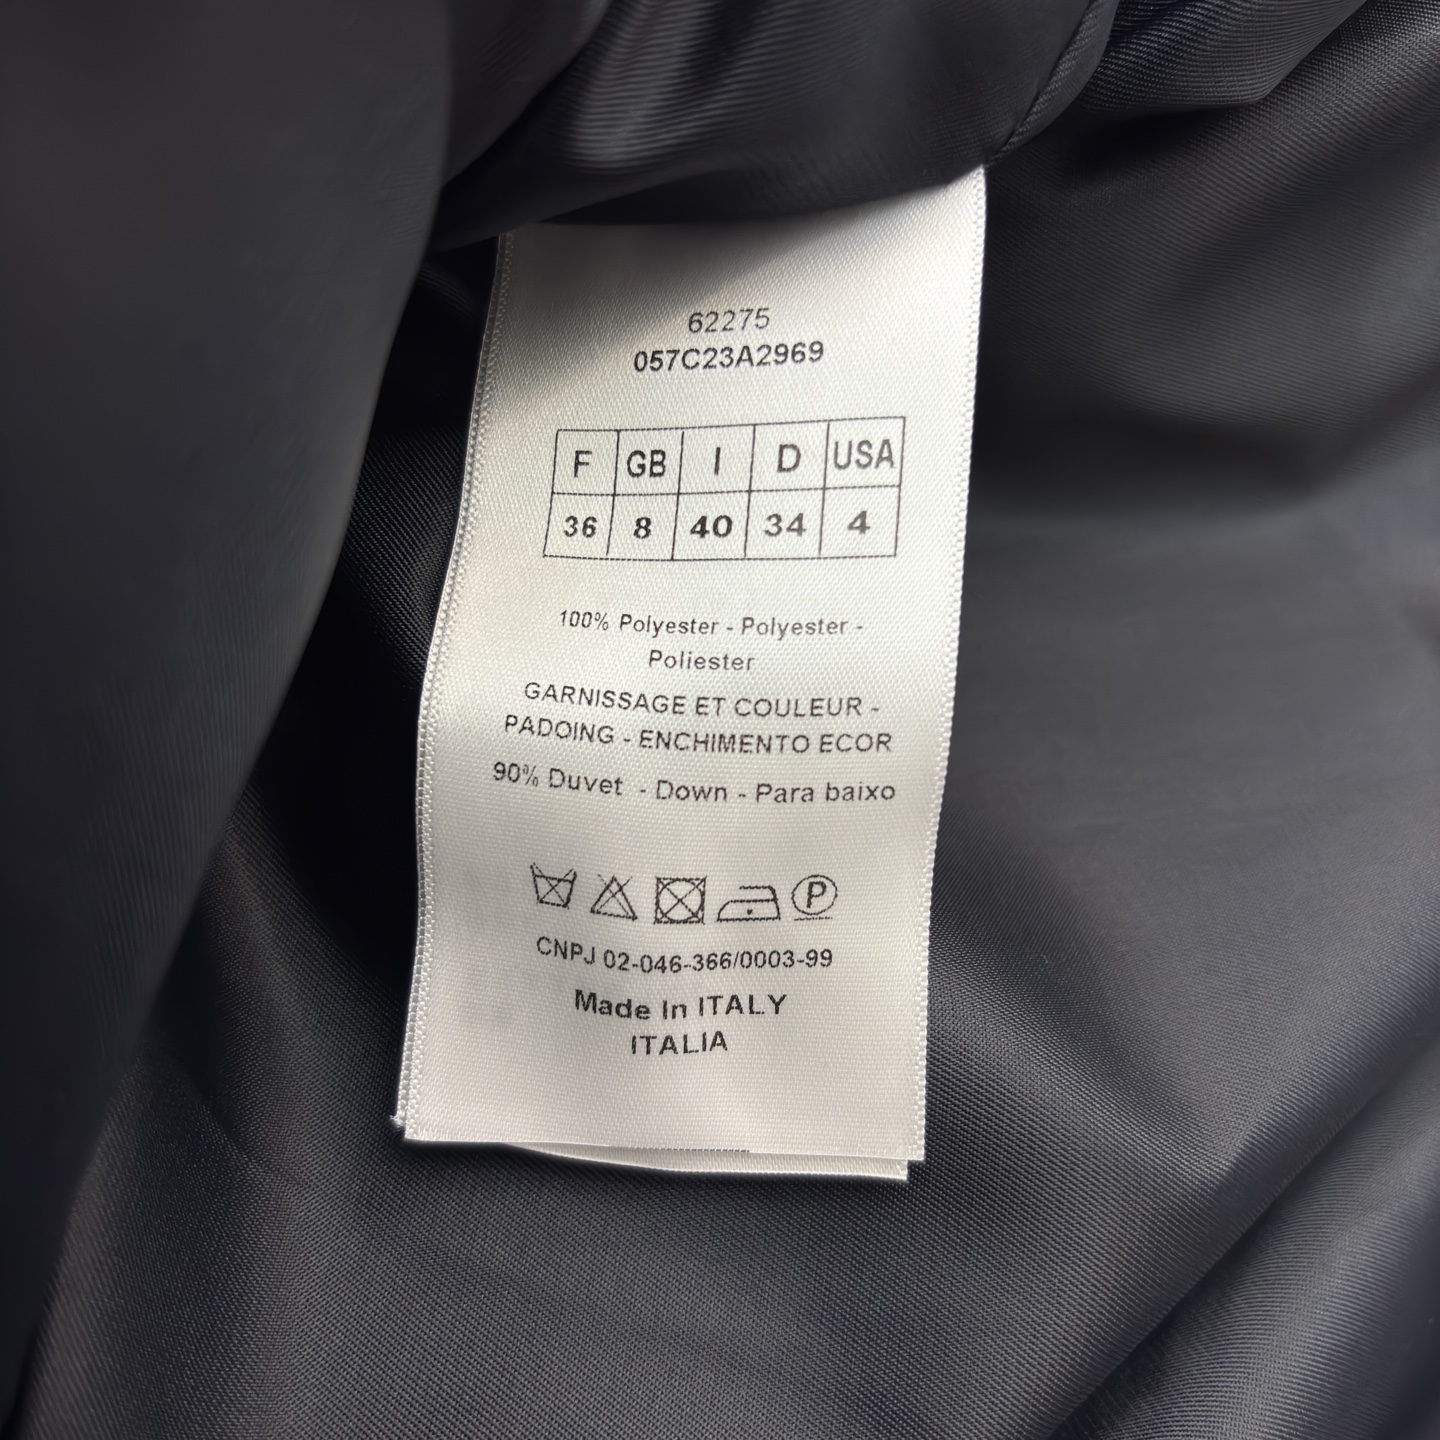 62275
057C23A2969
F GB I D USA
36 8 40 34 4
100% Polyester - Polyester -
Poliester
GARNISSAGE ET COULEUR -
PADOING - ENCHIMENTO ECOR
90% Duvet - Down - Para baixo
P
CNPJ 02-046-366/0003-99
Made In ITALY
ITALIA